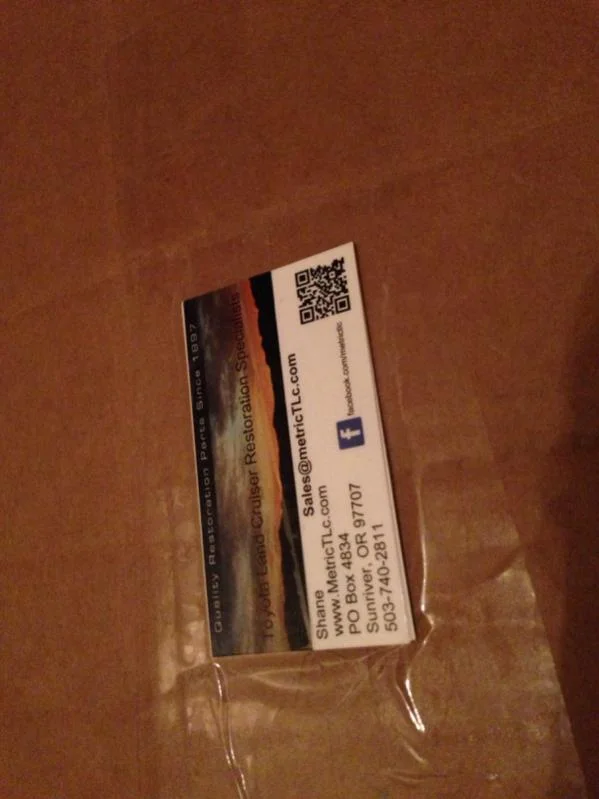 Quality Restoration Parts Since 1997
Toyota Land Cruiser Restoration Specialists
Shane
www.MetricTLc.com
Sales@metricTLc.com
PO Box 4834
Sunriver, OR 97707
503-740-2811
f facebook.com/metrictlc